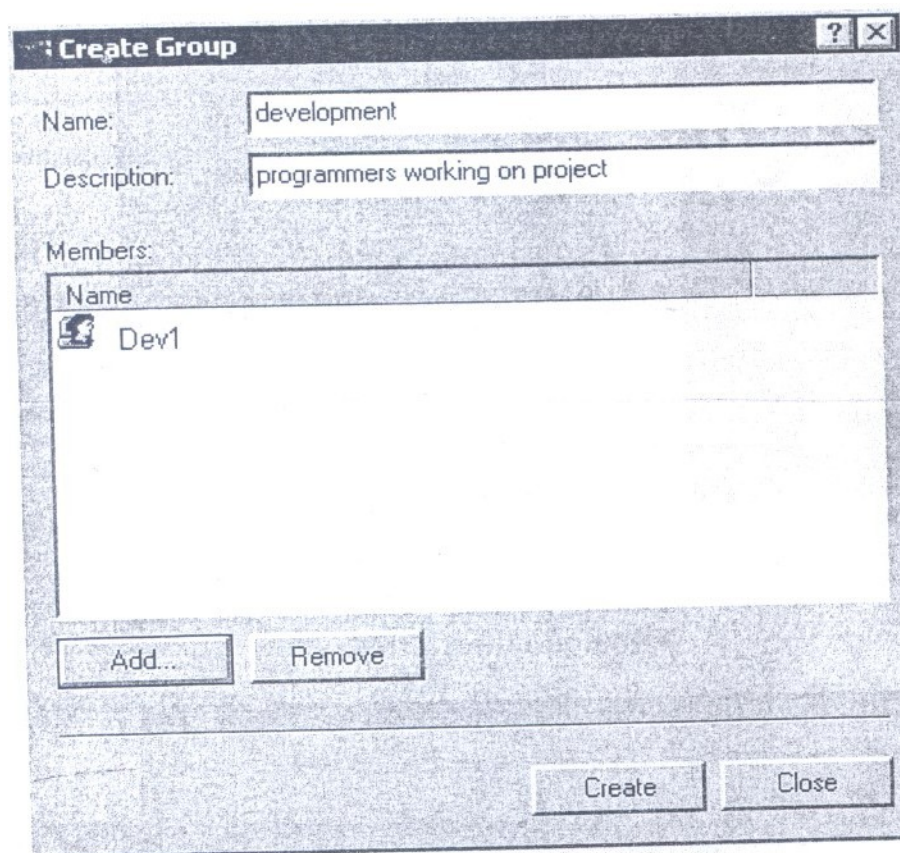 Create Group
? X
Name: development
Description: programmers working on project
Members:
Name
Dev1
Add... Remove
Create Close